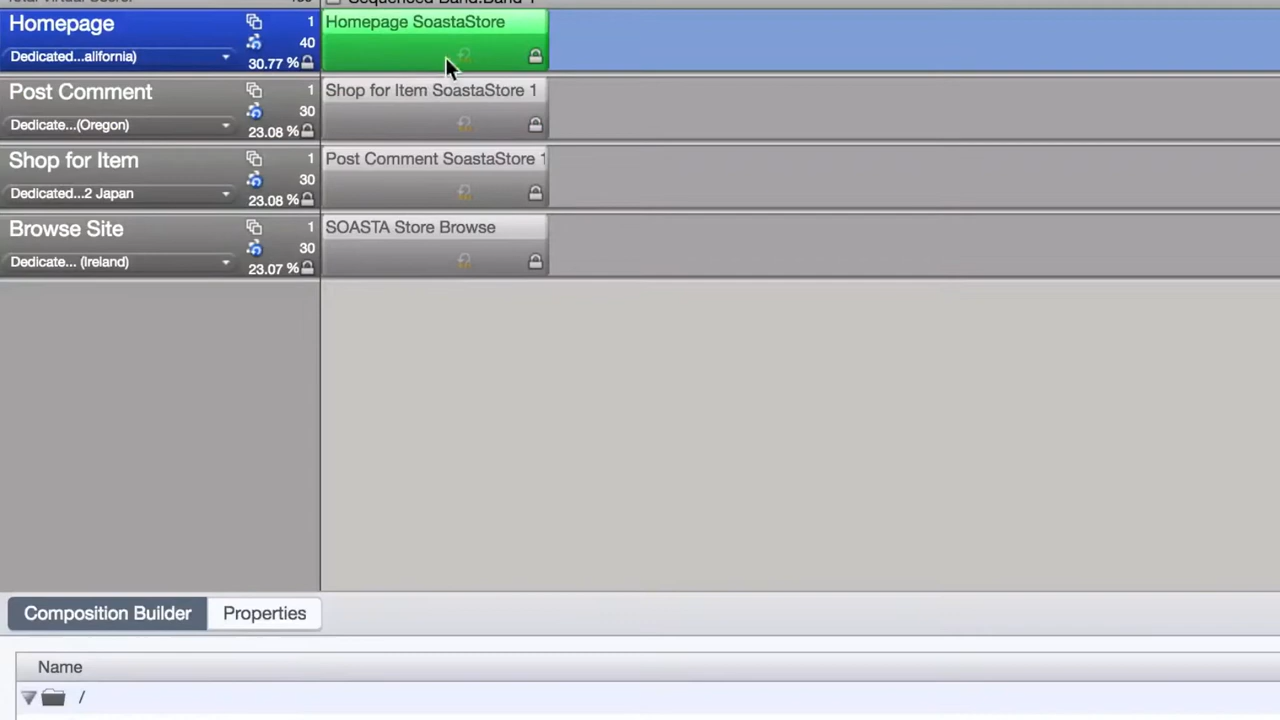 Homepage
1
Homepage SoastaStore
40
Dedicated...alifornia)
30.77 %
Post Comment
1
Shop for Item SoastaStore 1
30
Dedicate...(Oregon)
23.08 %
Shop for Item
1
Post Comment SoastaStore 1
30
Dedicated...2 Japan
23.08 %
Browse Site
1
SOASTA Store Browse
30
Dedicate... (Ireland)
23.07 %
Composition Builder
Properties
Name
/